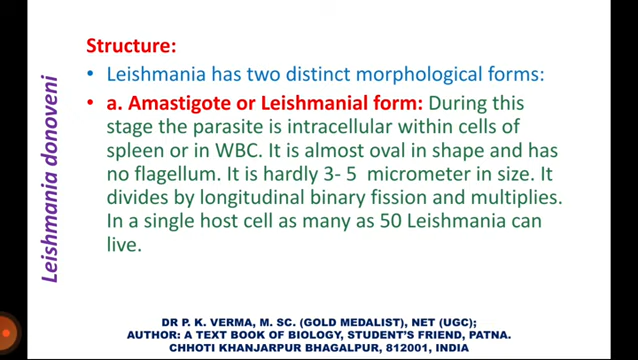 Structure:
• Leishmania has two distinct morphological forms:
• a. Amastigote or Leishmanial form: During this
stage the parasite is intracellular within cells of
spleen or in WBC. It is almost oval in shape and has
no flagellum. It is hardly 3- 5 micrometer in size. It
divides by longitudinal binary fission and multiplies.
In a single host cell as many as 50 Leishmania can
live.
Leishmania donoveni
DR P. K. VERMA, M. SC. (GOLD MEDALIST), NET (UGC);
AUTHOR: A TEXT BOOK OF BIOLOGY, STUDENT'S FRIEND, PATNA.
CHHOTI KHANJARPUR BHAGALPUR, 812001, INDIA